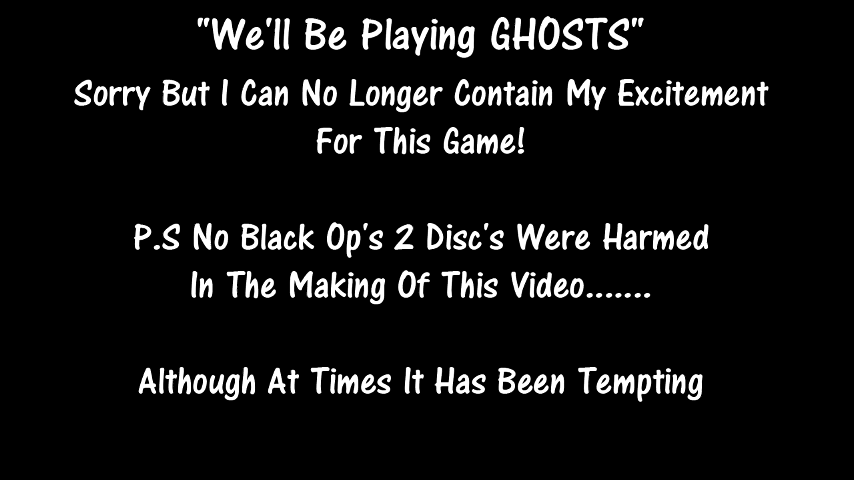 "We'll Be Playing GHOSTS"
Sorry But I Can No Longer Contain My Excitement
For This Game!
P.S No Black Op's 2 Disc's Were Harmed
In The Making Of This Video.......
Although At Times It Has Been Tempting